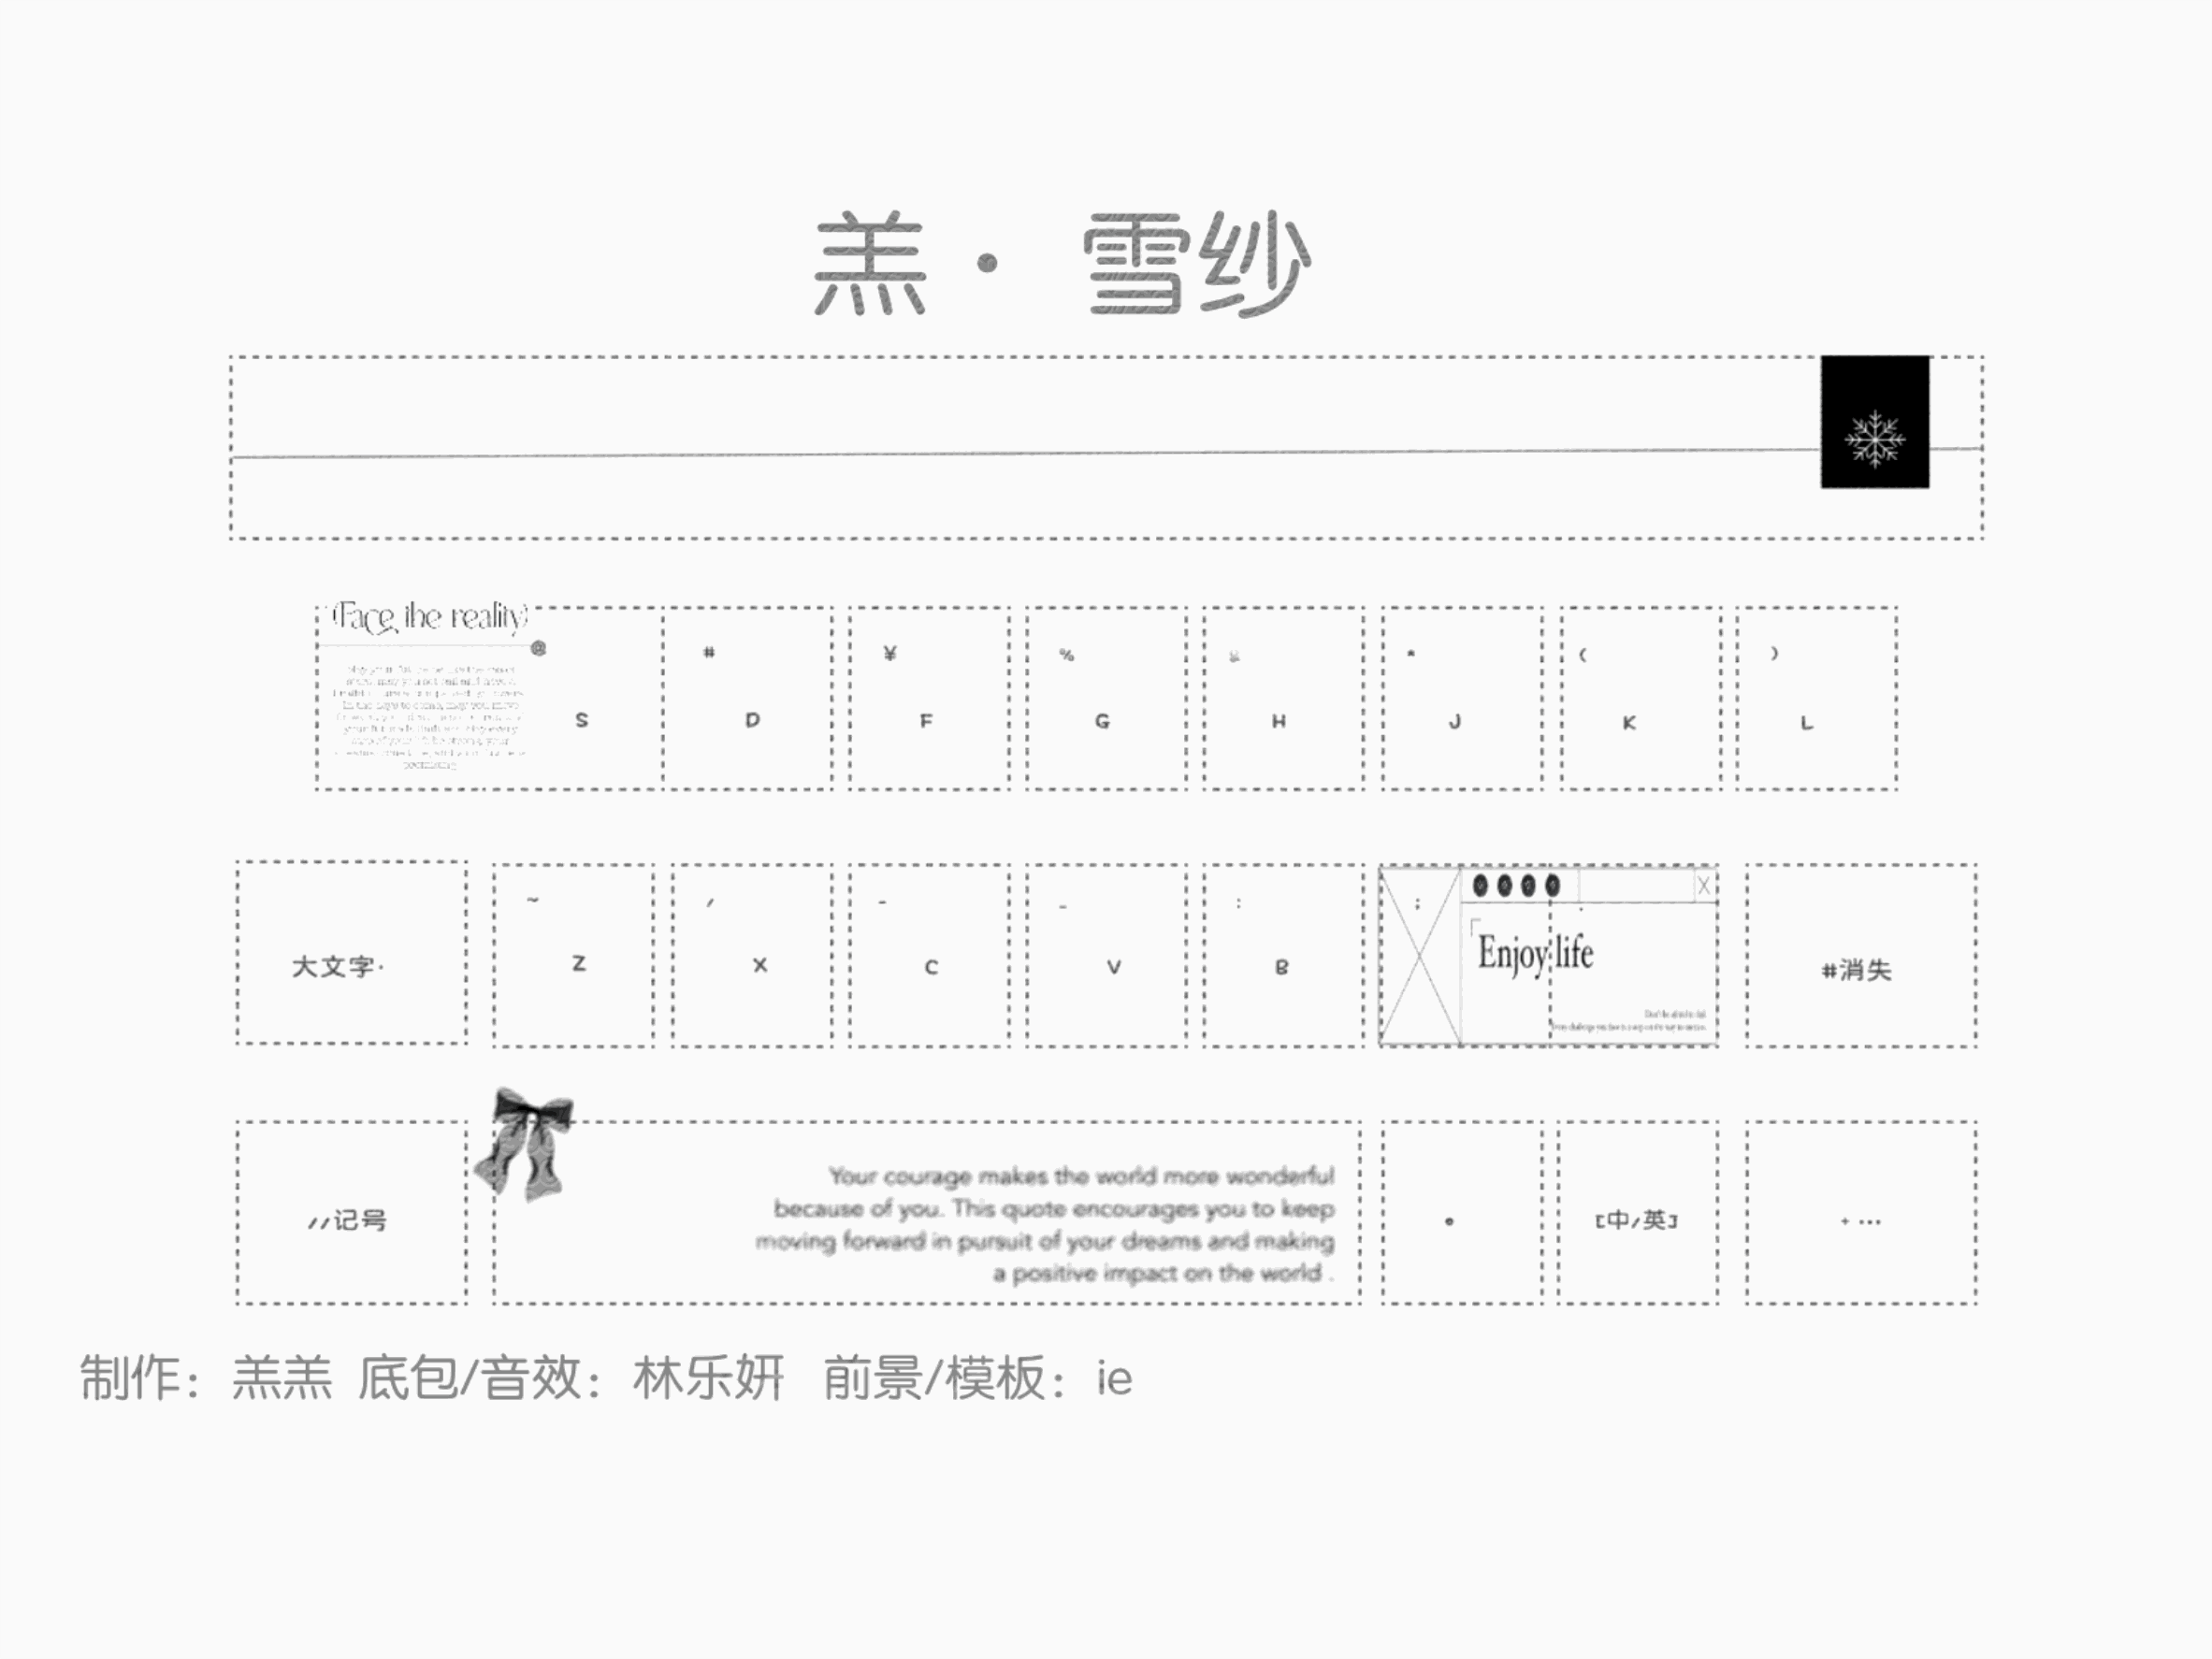 羔· 雪纱
(Face the reality)
@ # ¥ % & * ( )
S D F G H J K L
~ / - _ : ;
Enjoy life
大文字· Z X C V B #消失
Your courage makes the world more wonderful
because of you. This quote encourages you to keep
moving forward in pursuit of your dreams and making
a positive impact on the world .
//记号 。 [中/英] + ···
制作：羔羔 底包/音效：林乐妍 前景/模板：ie